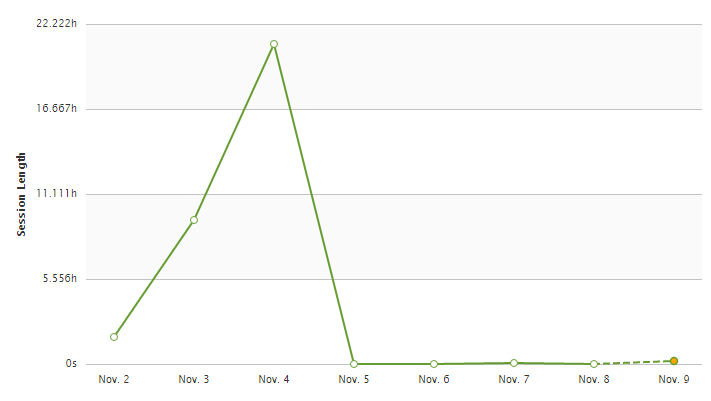 22.222h
16.667h
11.111h
5.556h
0s
Session Length
Nov. 2 Nov. 3 Nov. 4 Nov. 5 Nov. 6 Nov. 7 Nov. 8 Nov. 9